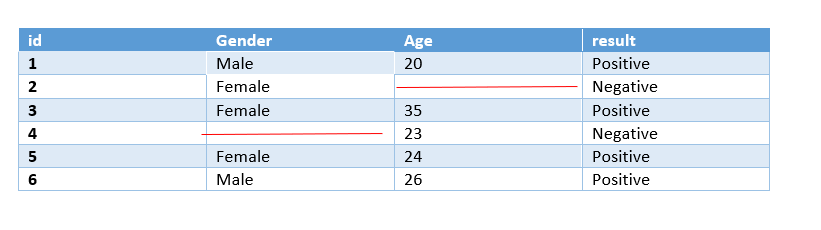 id Gender Age result
1 Male 20 Positive
2 Female Negative
3 Female 35 Positive
4 23 Negative
5 Female 24 Positive
6 Male 26 Positive